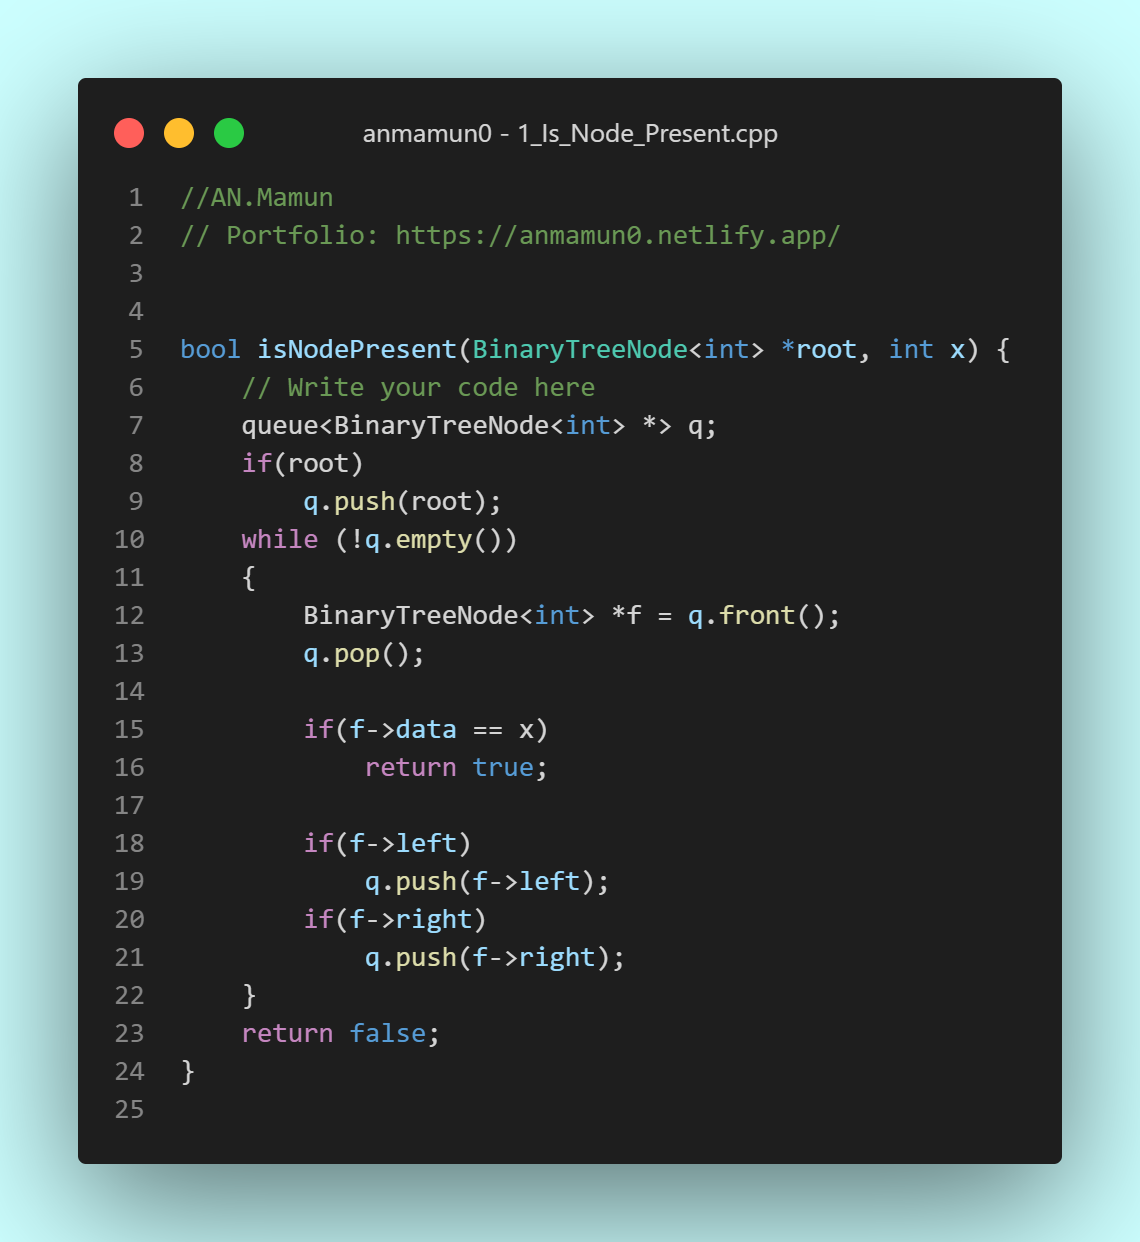 anmamun0 - 1_Is_Node_Present.cpp
1 //AN.Mamun
2 // Portfolio: https://anmamun0.netlify.app/
3
4
5 bool isNodePresent(BinaryTreeNode<int> *root, int x) {
6     // Write your code here
7     queue<BinaryTreeNode<int> *> q;
8     if(root)
9         q.push(root);
10     while (!q.empty())
11     {
12         BinaryTreeNode<int> *f = q.front();
13         q.pop();
14
15         if(f->data == x)
16             return true;
17
18         if(f->left)
19             q.push(f->left);
20         if(f->right)
21             q.push(f->right);
22     }
23     return false;
24 }
25